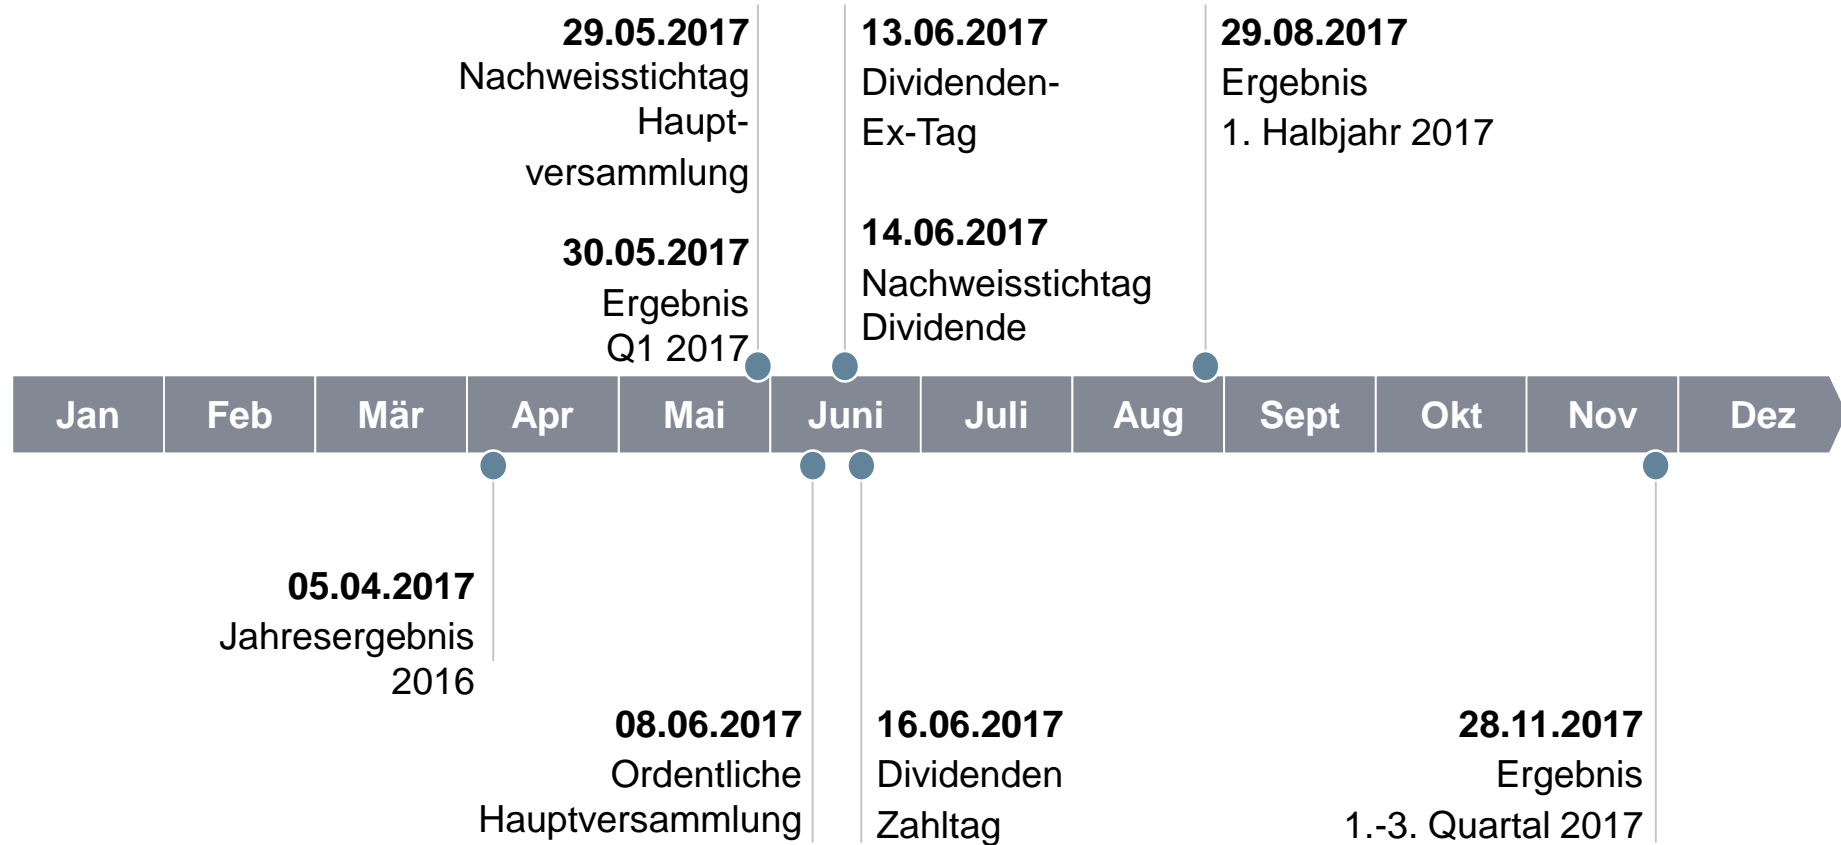 29.05.2017
Nachweisstichtag
Haupt-
versammlung
30.05.2017
Ergebnis
Q1 2017
13.06.2017
Dividenden-
Ex-Tag
14.06.2017
Nachweisstichtag
Dividende
29.08.2017
Ergebnis
1. Halbjahr 2017
Jan Feb Mär Apr Mai Juni Juli Aug Sept Okt Nov Dez
05.04.2017
Jahresergebnis
2016
08.06.2017
Ordentliche
Hauptversammlung
16.06.2017
Dividenden
Zahltag
28.11.2017
Ergebnis
1.-3. Quartal 2017